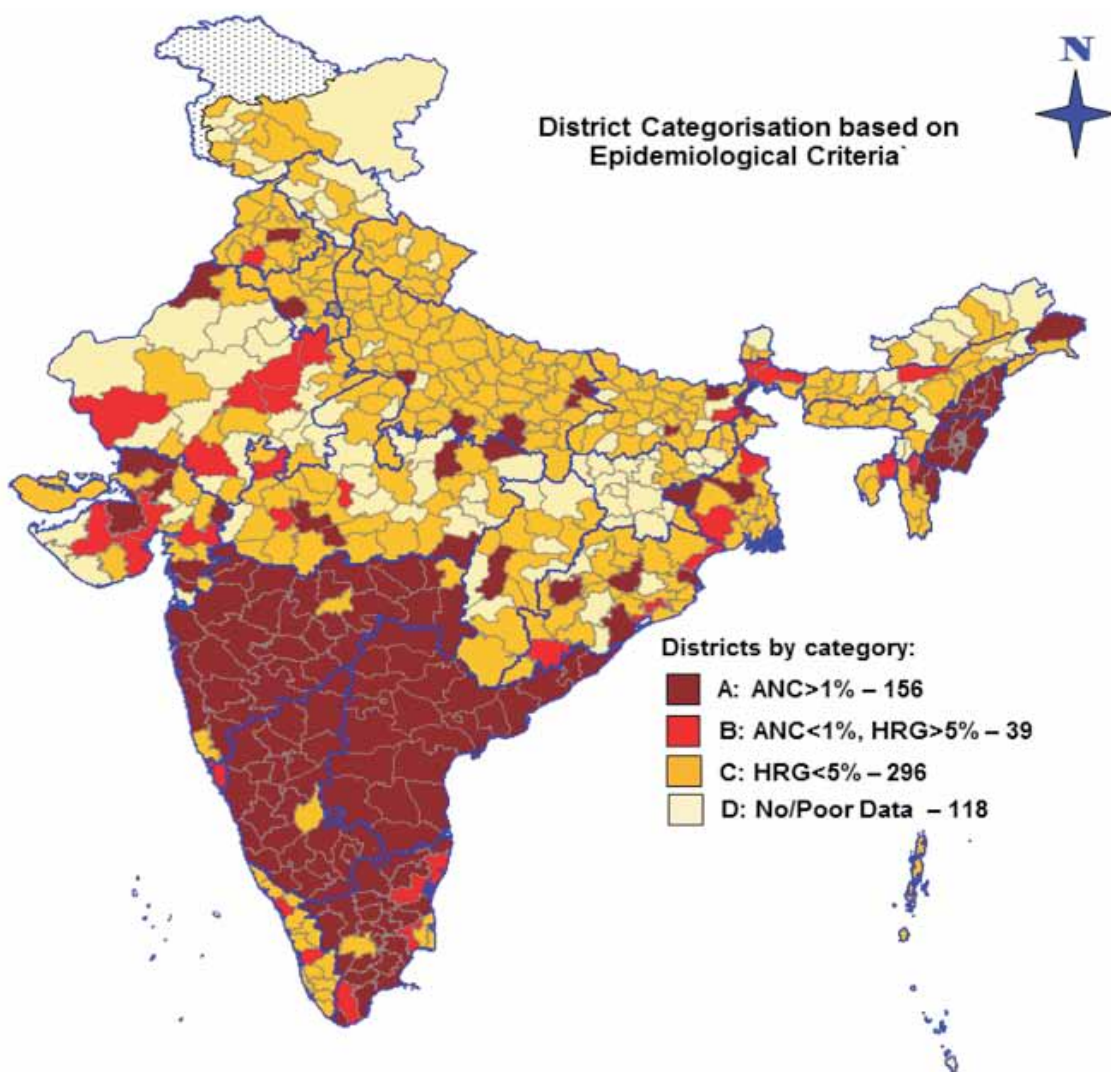 N
District Categorisation based on
Epidemiological Criteria`
Districts by category:
A: ANC>1% – 156
B: ANC<1%, HRG>5% – 39
C: HRG<5% – 296
D: No/Poor Data – 118